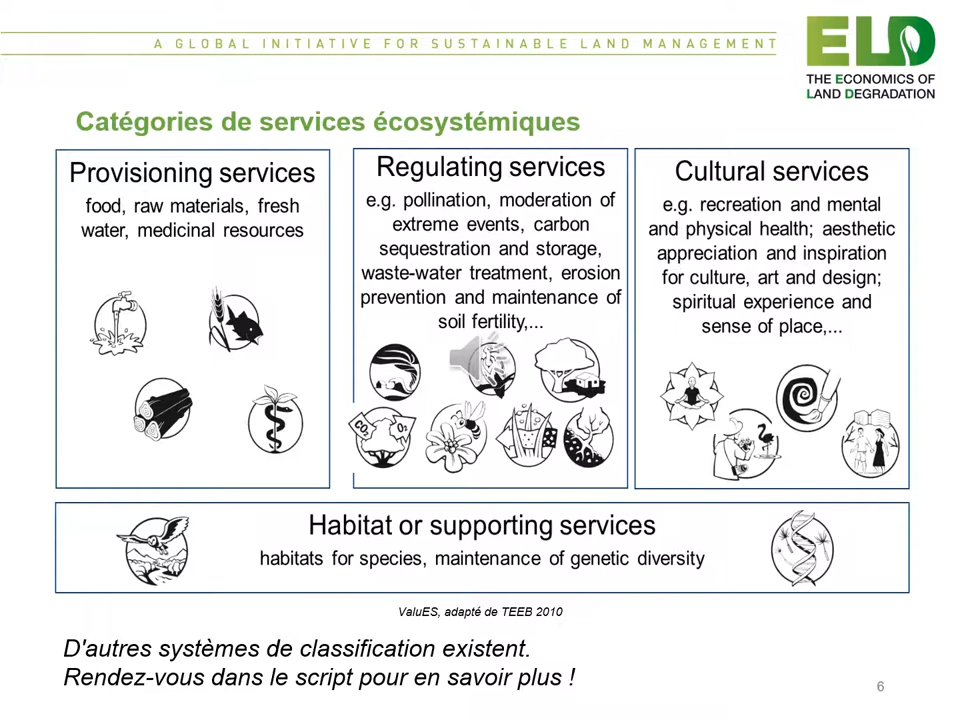 A GLOBAL INITIATIVE FOR SUSTAINABLE LAND MANAGEMENT
ELD
THE ECONOMICS OF
LAND DEGRADATION
Catégories de services écosystémiques
Provisioning services
food, raw materials, fresh
water, medicinal resources
Regulating services
e.g. pollination, moderation of
extreme events, carbon
sequestration and storage,
waste-water treatment, erosion
prevention and maintenance of
soil fertility,...
CO₂
O₂
Cultural services
e.g. recreation and mental
and physical health; aesthetic
appreciation and inspiration
for culture, art and design;
spiritual experience and
sense of place,...
Habitat or supporting services
habitats for species, maintenance of genetic diversity
ValuES, adapté de TEEB 2010
D'autres systèmes de classification existent.
Rendez-vous dans le script pour en savoir plus !
6